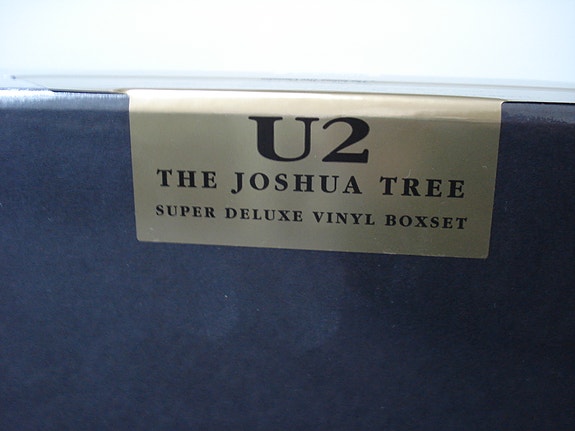 U2
THE JOSHUA TREE
SUPER DELUXE VINYL BOXSET